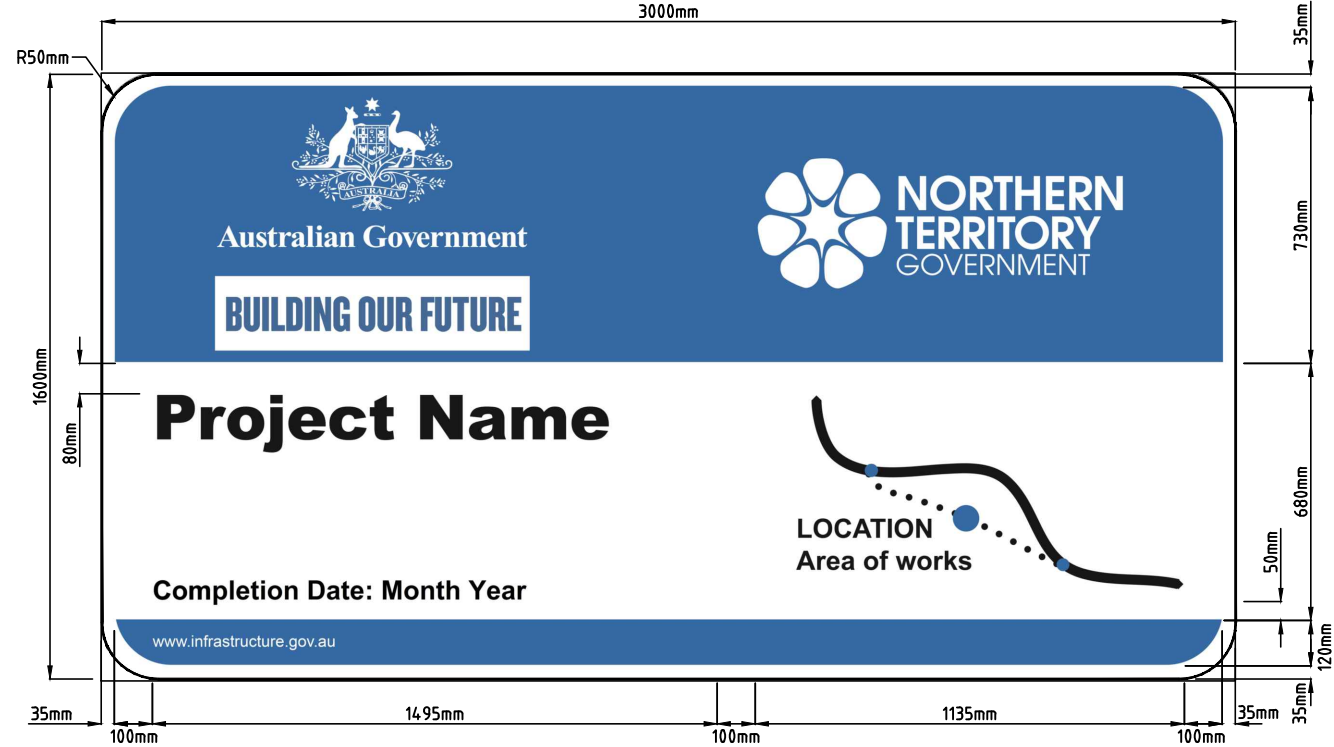 3000mm
35mm
R50mm
AUSTRALIA
Australian Government
BUILDING OUR FUTURE
NORTHERN
TERRITORY
GOVERNMENT
730mm
1600mm
80mm
Project Name
LOCATION
Area of works
680mm
50mm
Completion Date: Month Year
www.infrastructure.gov.au
120mm
35mm
35mm
100mm
1495mm
100mm
1135mm
100mm
35mm